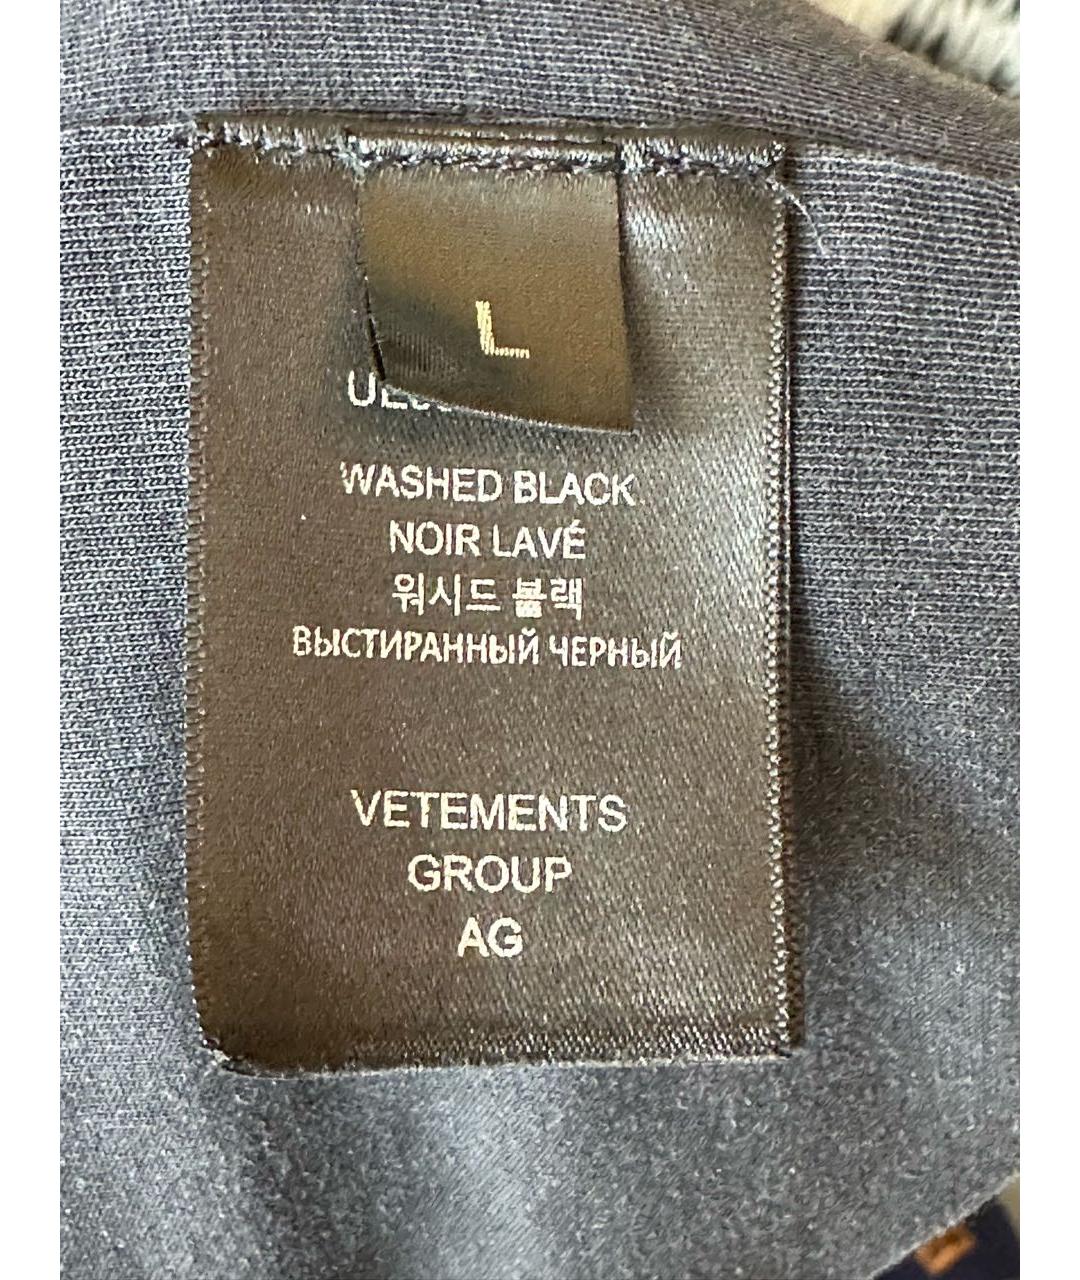 L
WASHED BLACK
NOIR LAVÉ
워시드 블랙
ВЫСТИРАННЫЙ ЧЕРНЫЙ
VETEMENTS
GROUP
AG